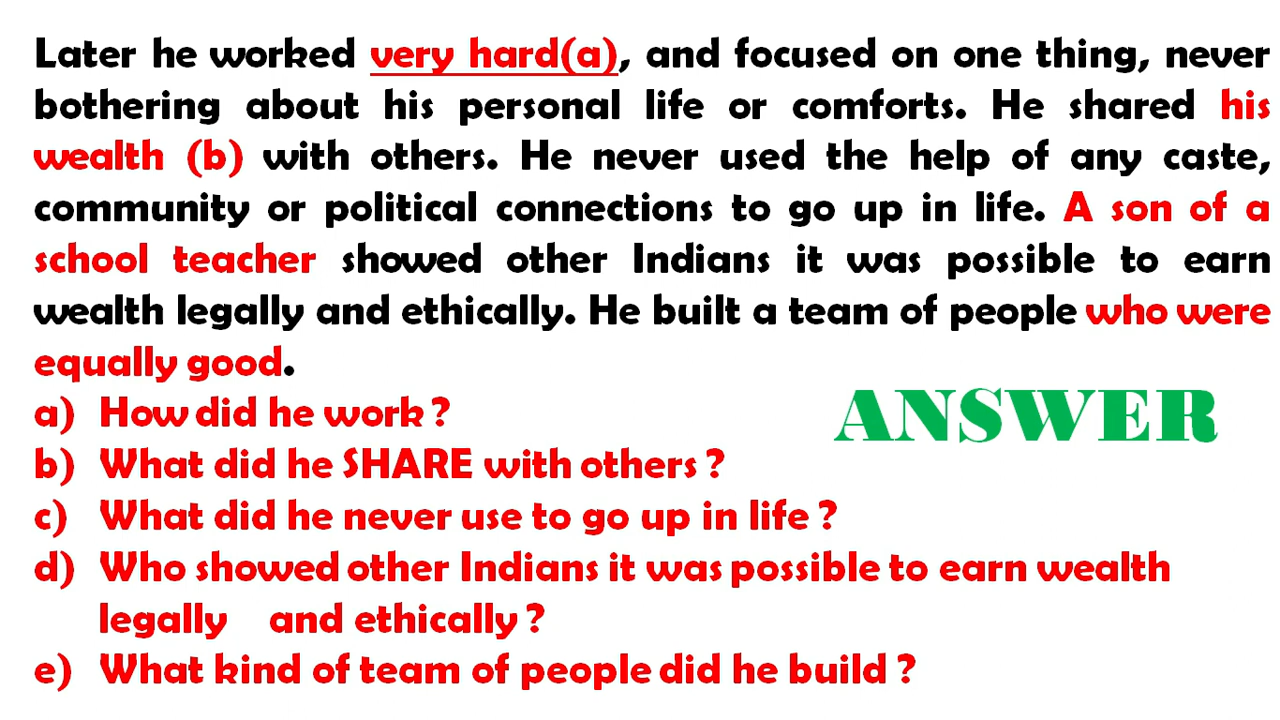 Later he worked very hard(a), and focused on one thing, never
bothering about his personal life or comforts. He shared his
wealth (b) with others. He never used the help of any caste,
community or political connections to go up in life. A son of a
school teacher showed other Indians it was possible to earn
wealth legally and ethically. He built a team of people who were
equally good.
a) How did he work ?
ANSWER
b) What did he SHARE with others ?
c) What did he never use to go up in life ?
d) Who showed other Indians it was possible to earn wealth
legally and ethically ?
e) What kind of team of people did he build ?